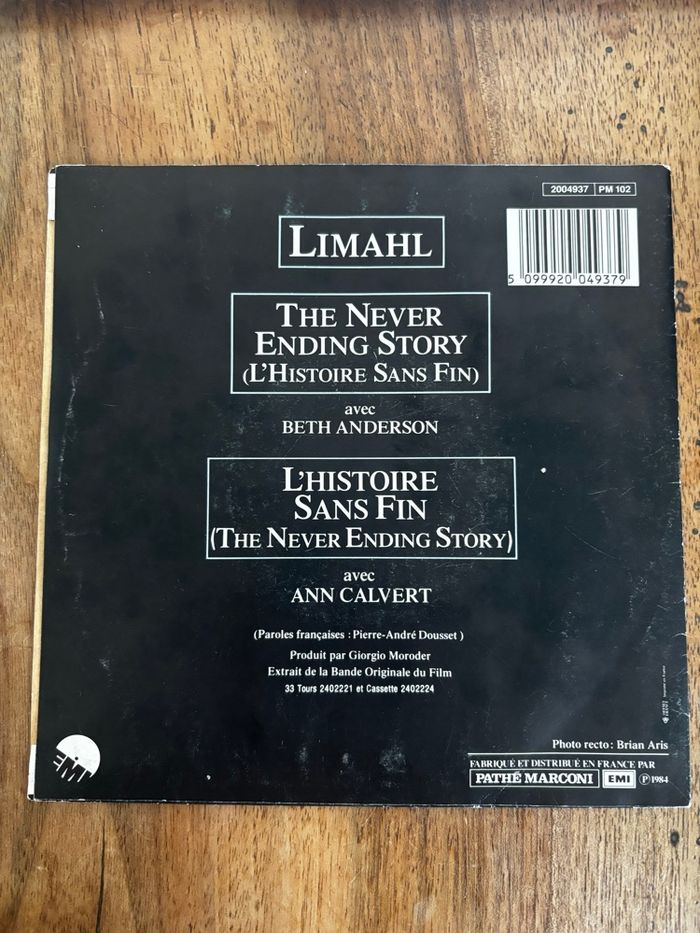 2004937 PM 102
LIMAHL
5 099920 049379
THE NEVER
ENDING STORY
(L'HISTOIRE SANS FIN)
avec
BETH ANDERSON
L'HISTOIRE
SANS FIN
(THE NEVER ENDING STORY)
avec
ANN CALVERT
(Paroles françaises : Pierre-André Dousset )
Produit par Giorgio Moroder
Extrait de la Bande Originale du Film
33 Tours 2402221 et Cassette 2402224
Photo recto : Brian Aris
FABRIQUÉ ET DISTRIBUÉ EN FRANCE PAR
PATHÉ MARCONI EMI ℗ 1984
EMI